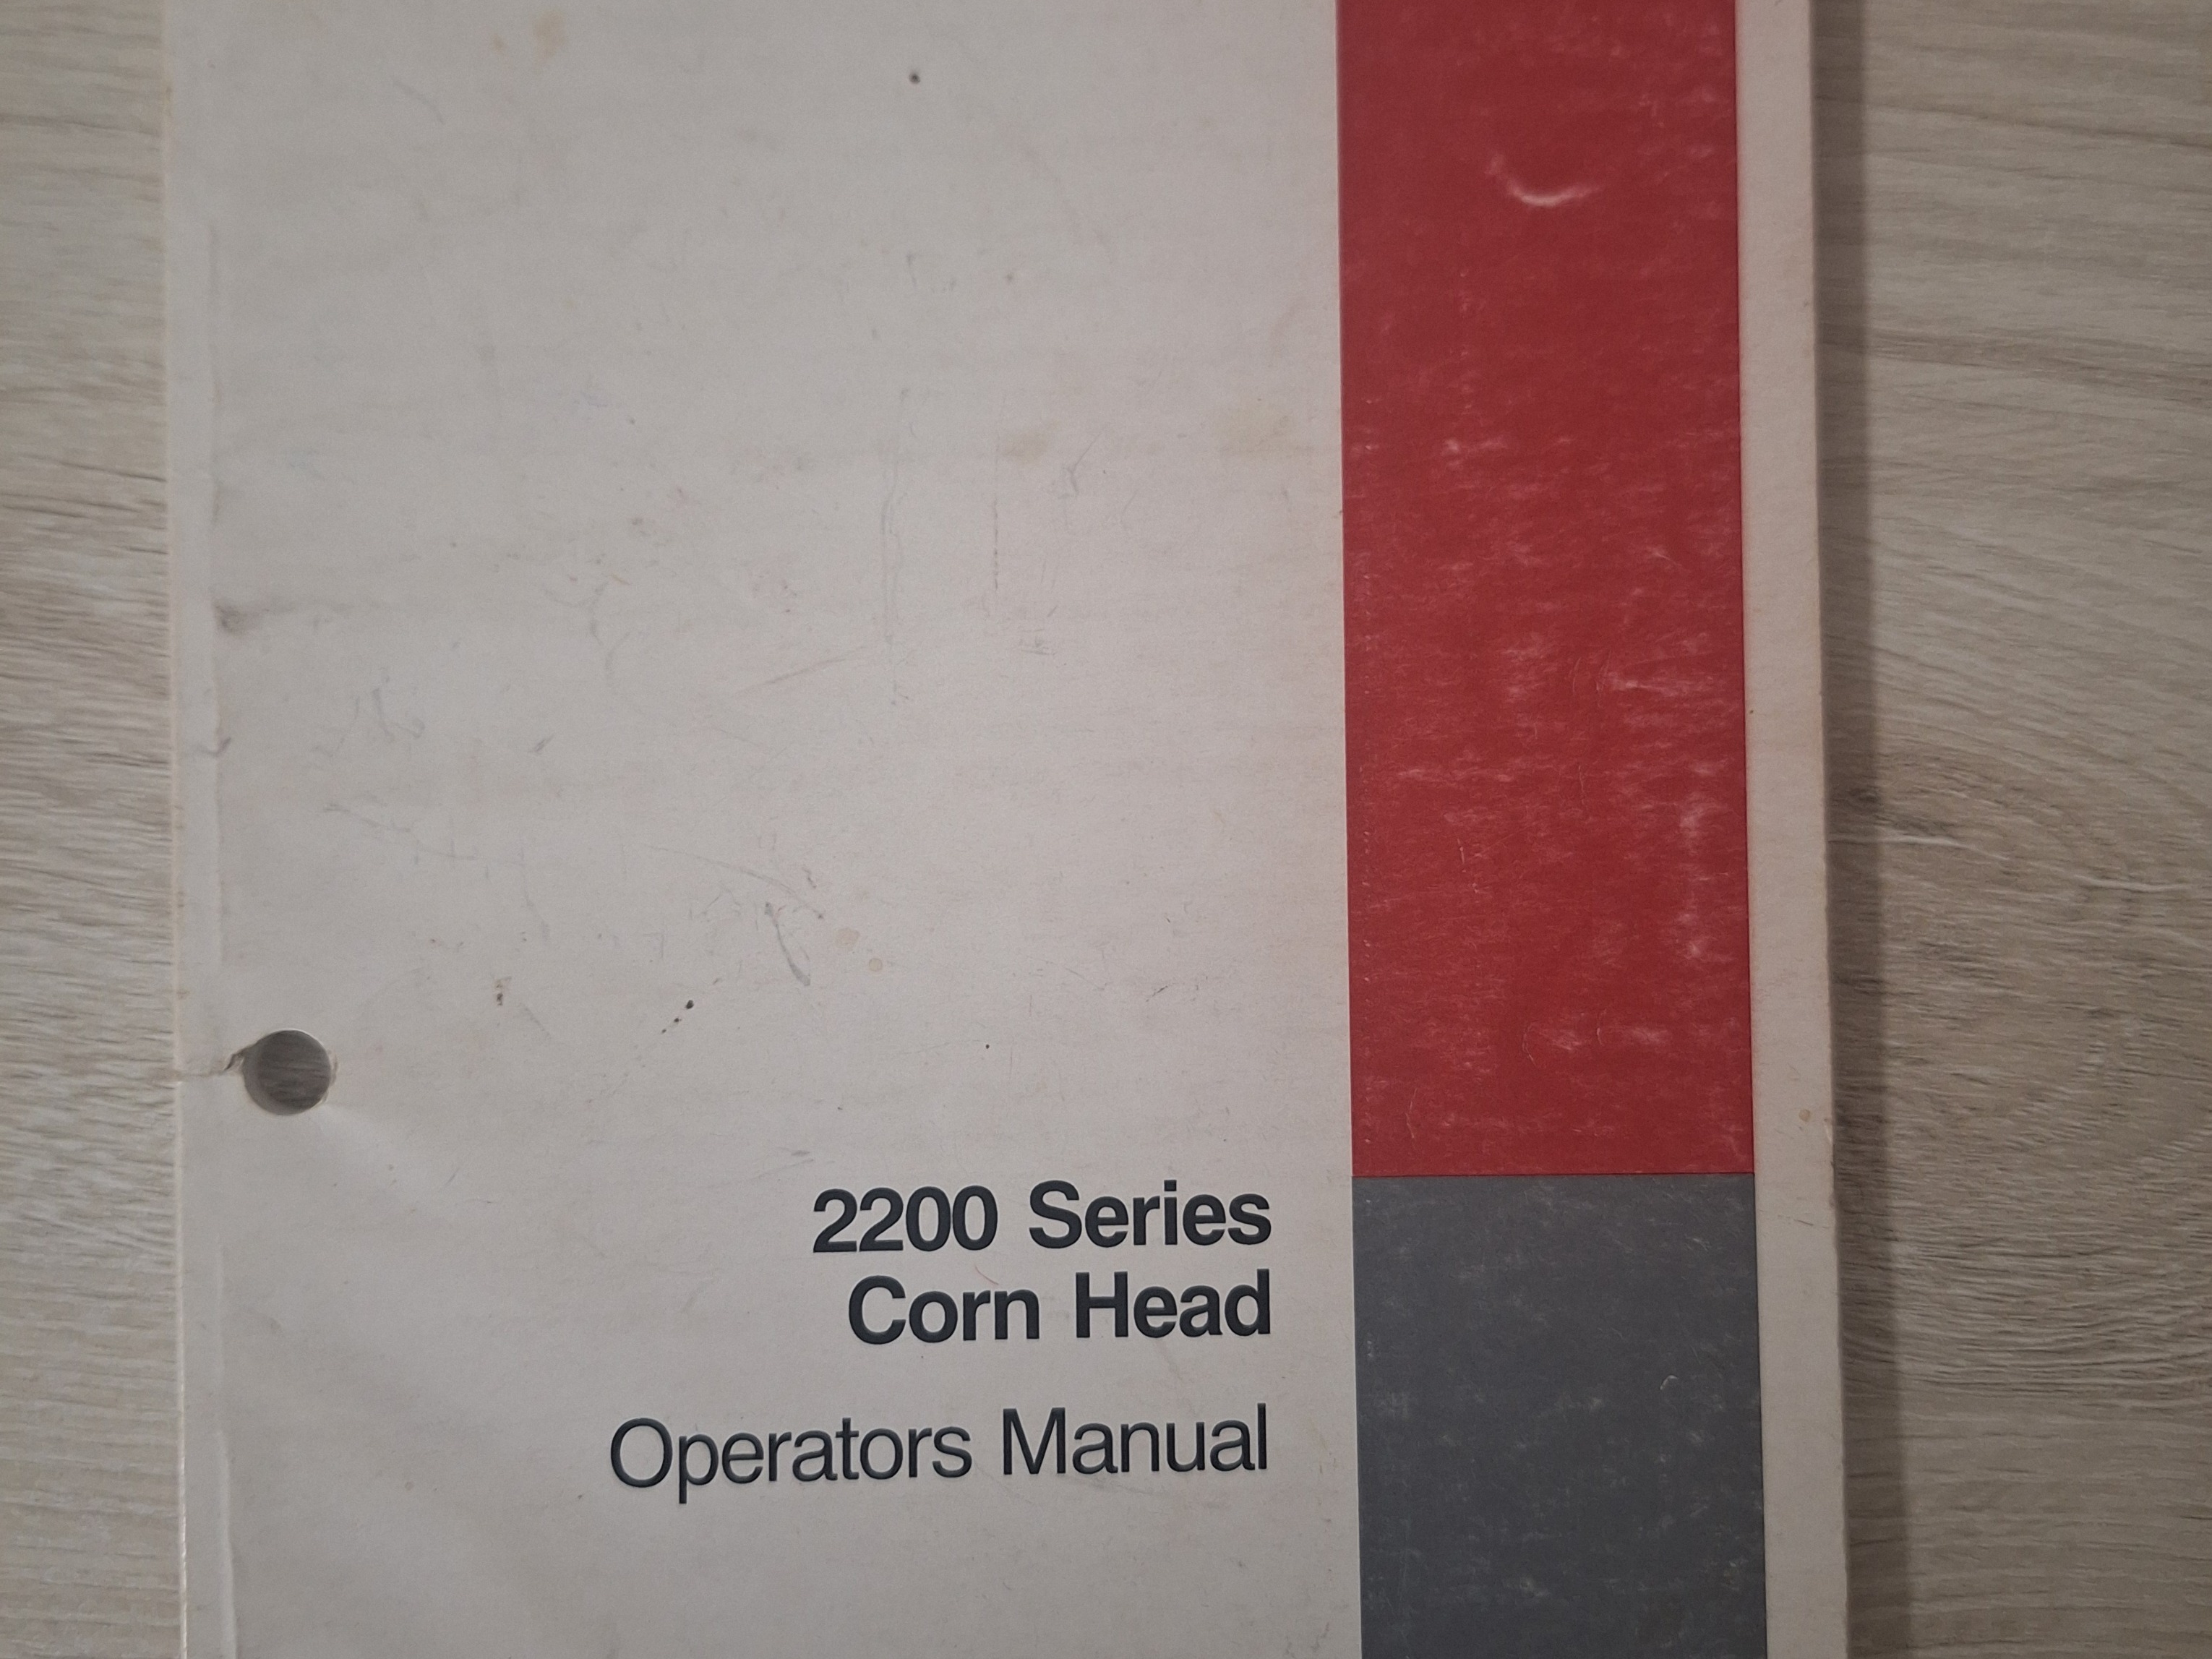 2200 Series
Corn Head
Operators Manual